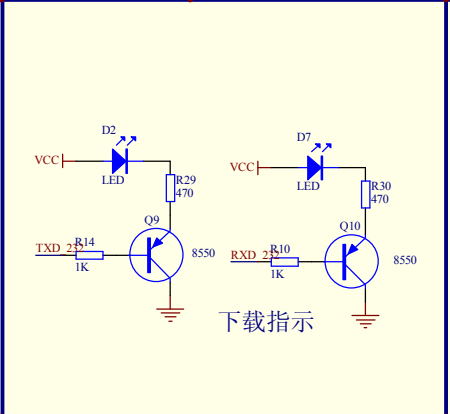 D2
VCC
LED
R29
470
Q9
TXD_232
R14
1K
8550
D7
VCC
LED
R30
470
Q10
RXD_232
R10
1K
8550
下载指示